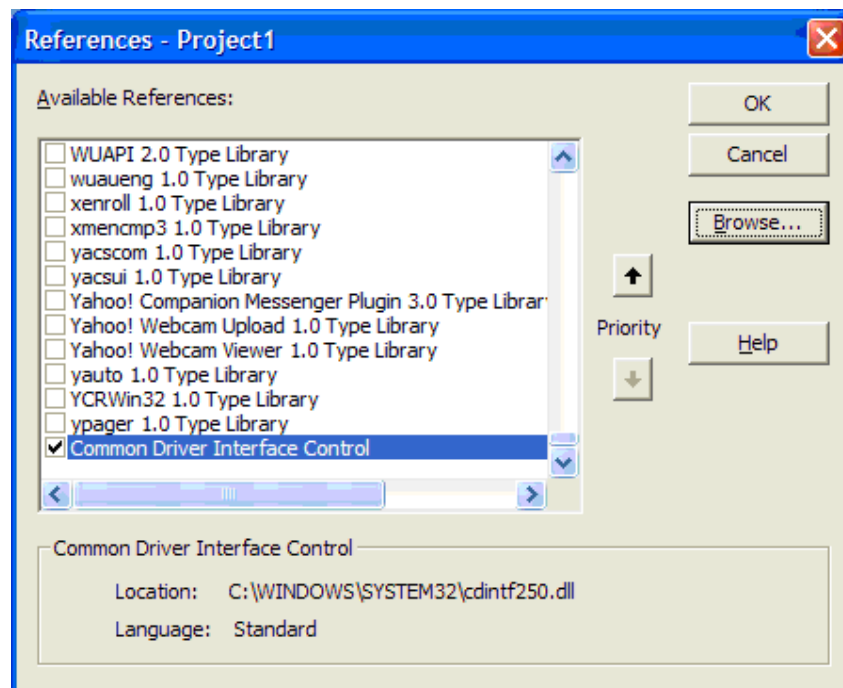 References - Project1
Available References:
WUAPI 2.0 Type Library
wuaueng 1.0 Type Library
xenroll 1.0 Type Library
xmencmp3 1.0 Type Library
yacscom 1.0 Type Library
yacsui 1.0 Type Library
Yahoo! Companion Messenger Plugin 3.0 Type Librar
Yahoo! Webcam Upload 1.0 Type Library
Yahoo! Webcam Viewer 1.0 Type Library
yauto 1.0 Type Library
YCRWin32 1.0 Type Library
ypager 1.0 Type Library
Common Driver Interface Control
OK
Cancel
Browse...
Priority
Help
Common Driver Interface Control
Location: C:\WINDOWS\SYSTEM32\cdintf250.dll
Language: Standard